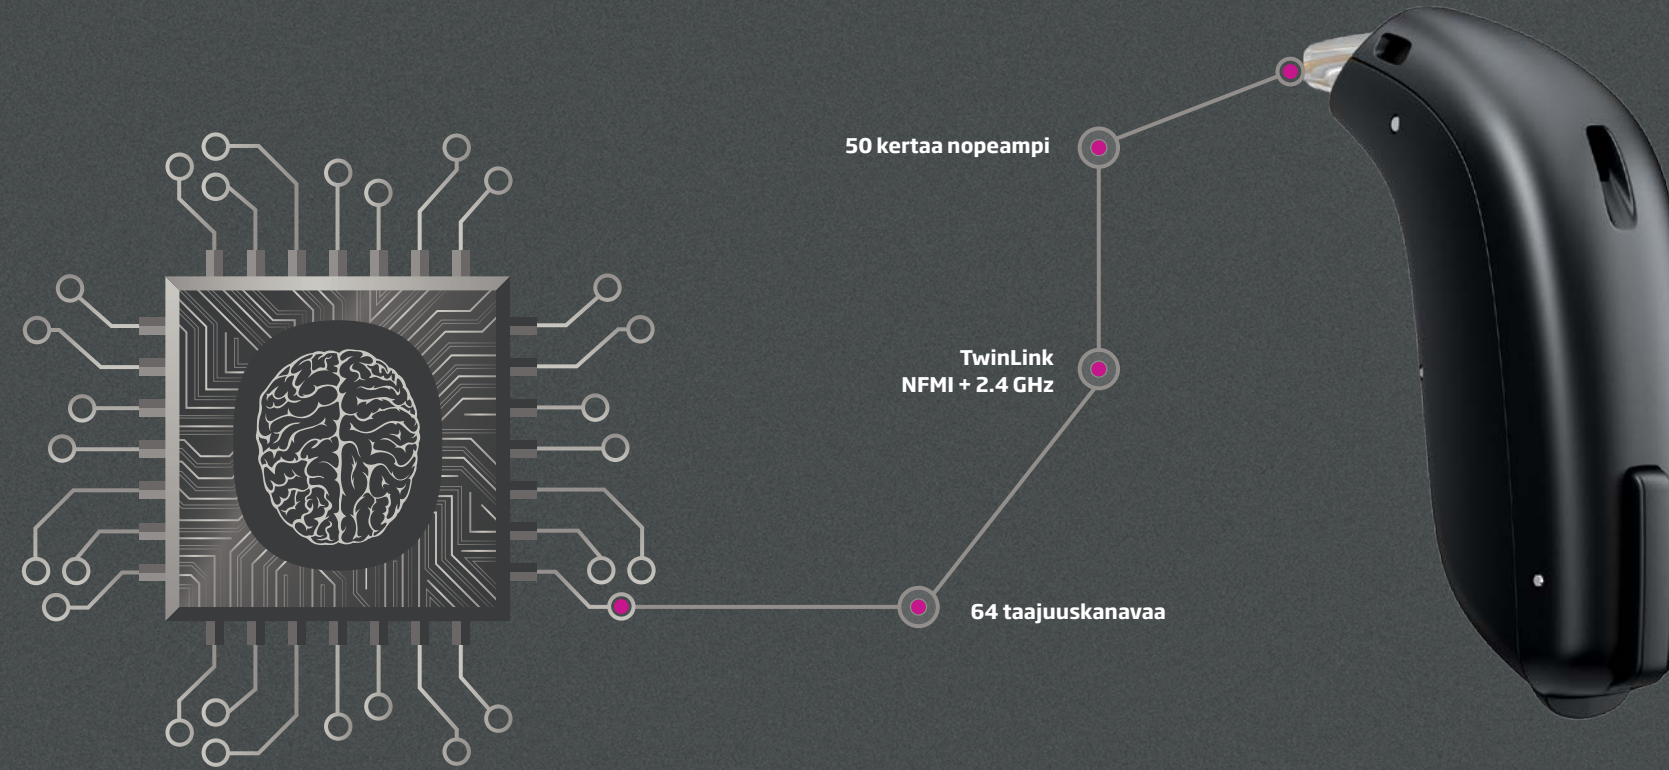 50 kertaa nopeampi
TwinLink
NFMI + 2.4 GHz
64 taajuuskanavaa